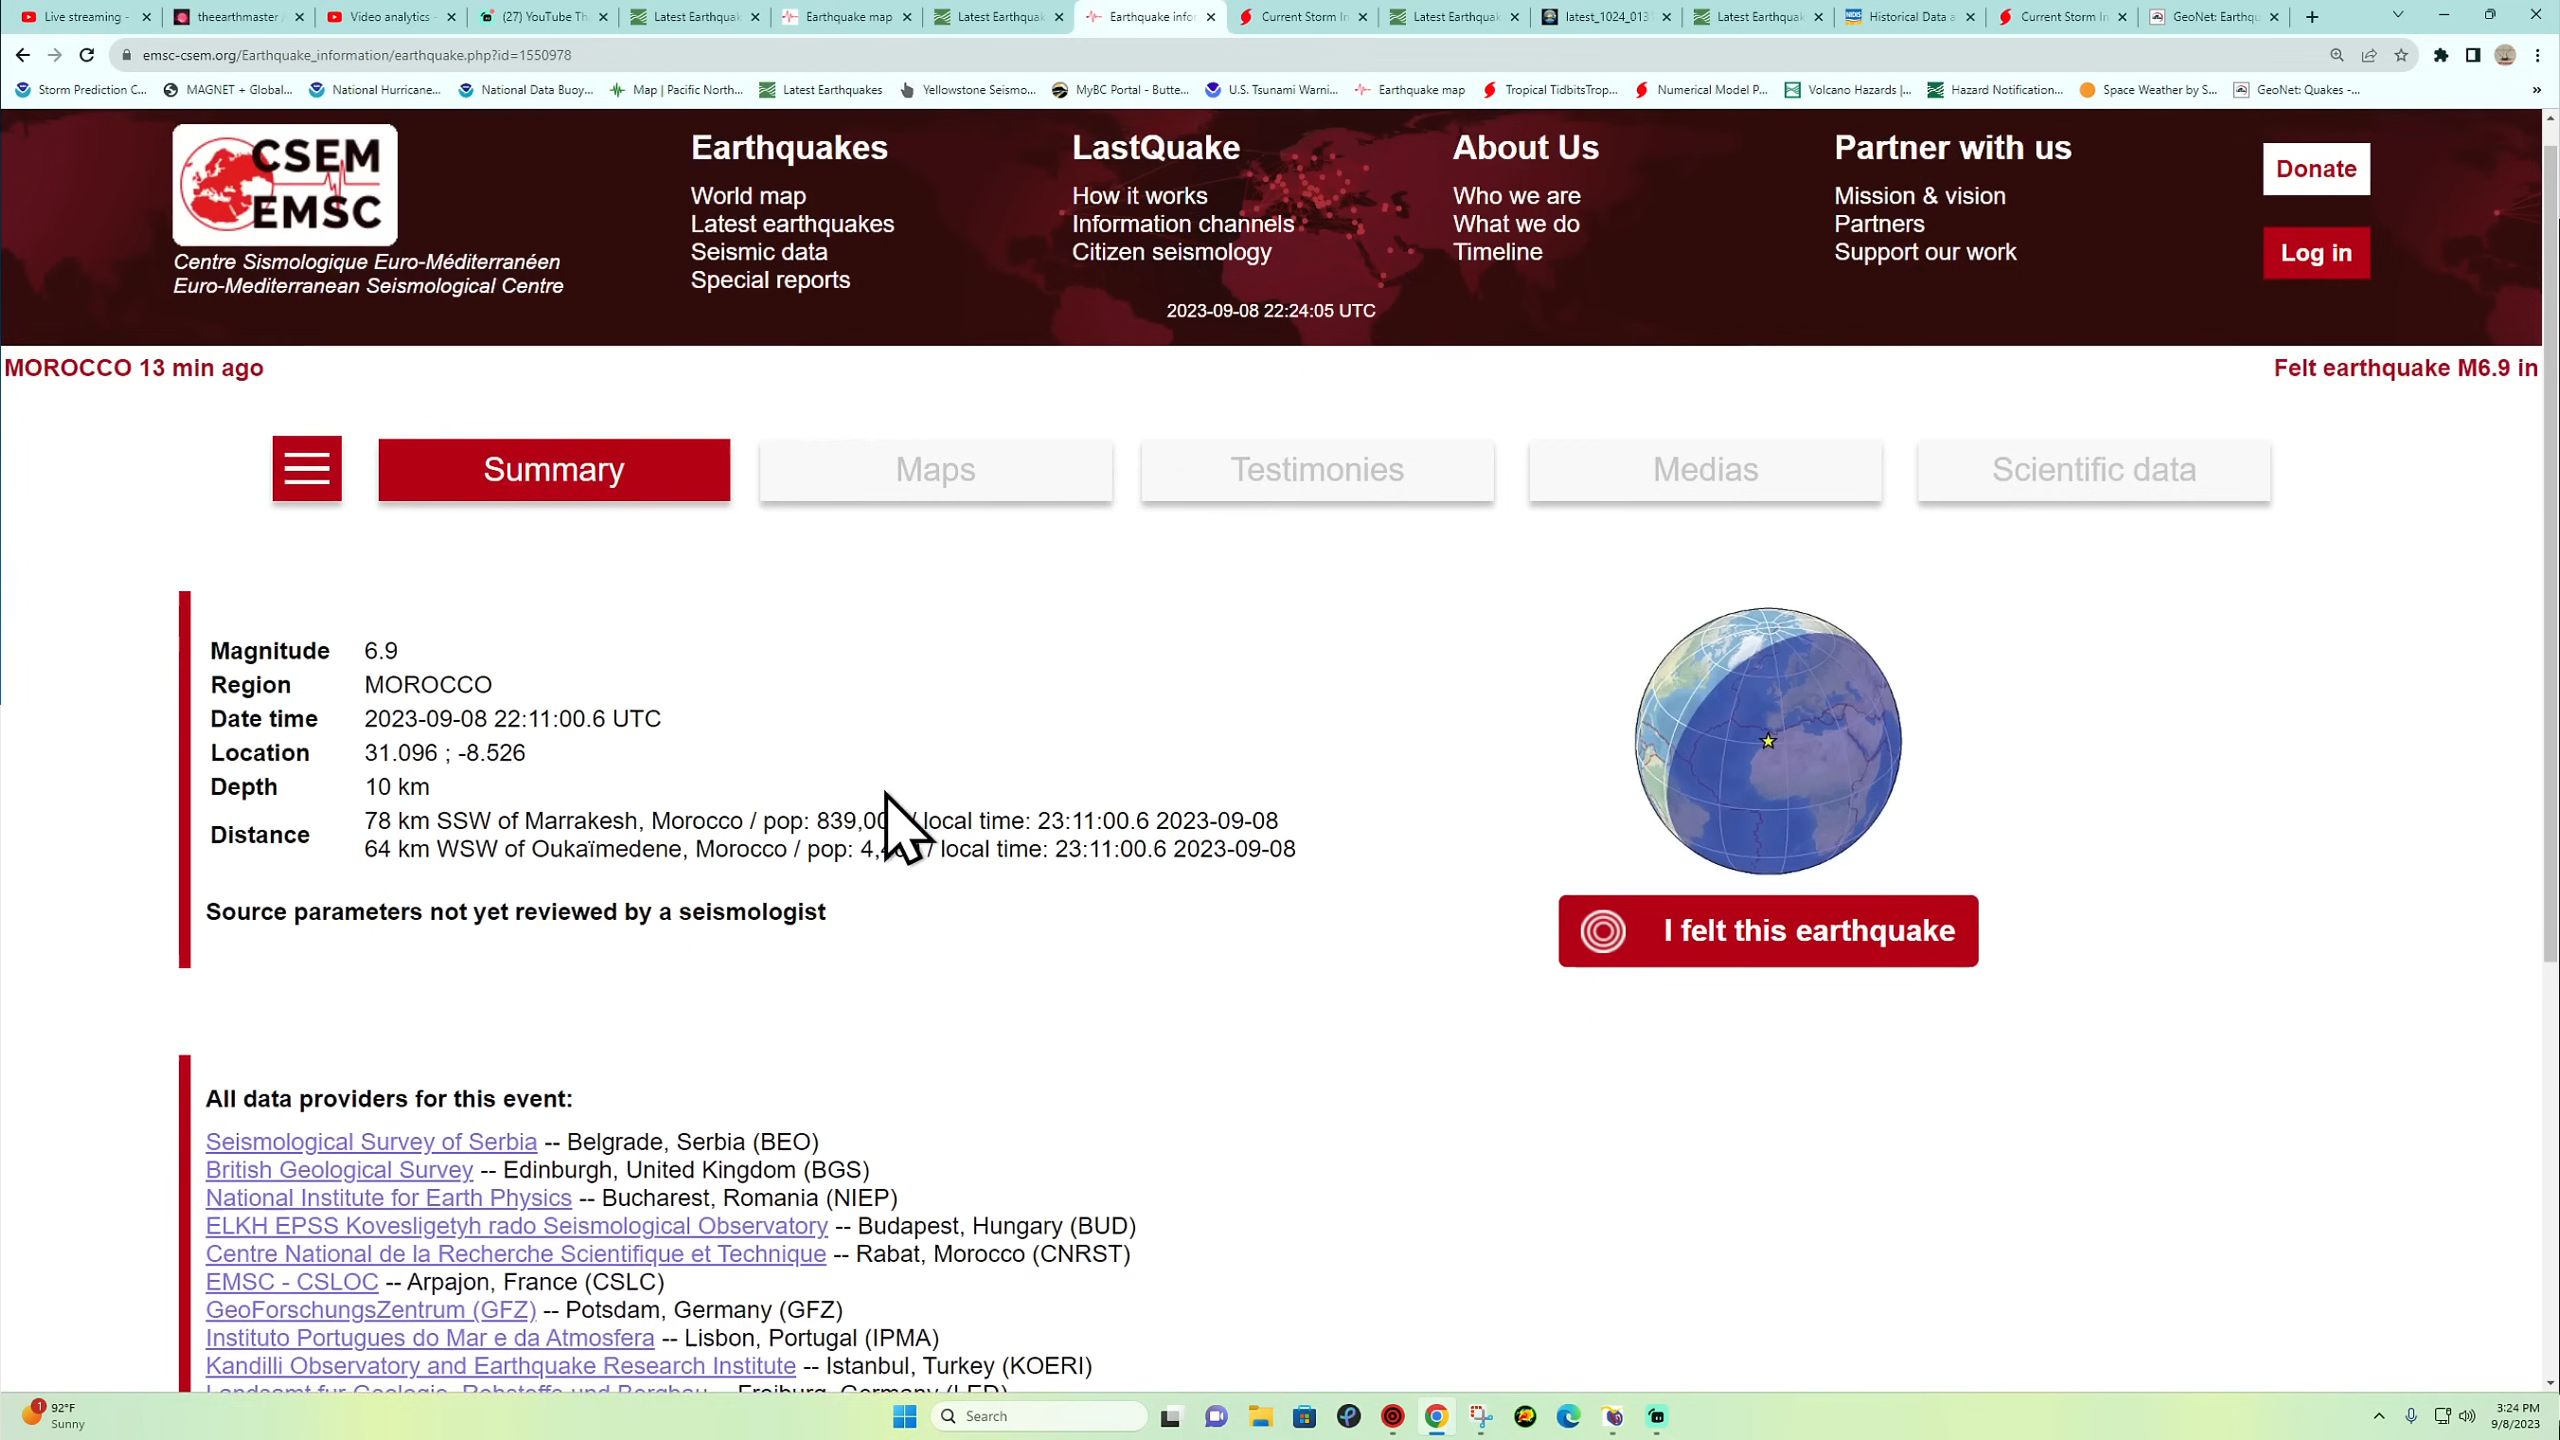 Live streaming -
theearthmaster
Video analytics -
(27) YouTube Th
Latest Earthquak
Earthquake map
Latest Earthquak
Earthquake infor
Current Storm In
Latest Earthquak
latest_1024_013
Latest Earthquak
Historical Data a
Current Storm In
GeoNet: Earthqu
emsc-csem.org/Earthquake_information/earthquake.php?id=1550978
Storm Prediction C...
MAGNET + Global...
National Hurricane...
National Data Buoy...
Map | Pacific North...
Latest Earthquakes
Yellowstone Seismo...
MyBC Portal - Butte...
U.S. Tsunami Warni...
Earthquake map
Tropical TidbitsTrop...
Numerical Model P...
Volcano Hazards |...
Hazard Notification...
Space Weather by S...
GeoNet: Quakes -...
»
CSEM
EMSC
Centre Sismologique Euro-Méditerranéen
Euro-Mediterranean Seismological Centre
Earthquakes
World map
Latest earthquakes
Seismic data
Special reports
LastQuake
How it works
Information channels
Citizen seismology
About Us
Who we are
What we do
Timeline
Partner with us
Mission & vision
Partners
Support our work
Donate
Log in
2023-09-08 22:24:05 UTC
MOROCCO 13 min ago
Felt earthquake M6.9 in
Summary
Maps
Testimonies
Medias
Scientific data
Magnitude 6.9
Region MOROCCO
Date time 2023-09-08 22:11:00.6 UTC
Location 31.096 ; -8.526
Depth 10 km
Distance
78 km SSW of Marrakesh, Morocco / pop: 839,00 / local time: 23:11:00.6 2023-09-08
64 km WSW of Oukaïmedene, Morocco / pop: 4, / local time: 23:11:00.6 2023-09-08
Source parameters not yet reviewed by a seismologist
I felt this earthquake
All data providers for this event:
Seismological Survey of Serbia -- Belgrade, Serbia (BEO)
British Geological Survey -- Edinburgh, United Kingdom (BGS)
National Institute for Earth Physics -- Bucharest, Romania (NIEP)
ELKH EPSS Kovesligetyh rado Seismological Observatory -- Budapest, Hungary (BUD)
Centre National de la Recherche Scientifique et Technique -- Rabat, Morocco (CNRST)
EMSC - CSLOC -- Arpajon, France (CSLC)
GeoForschungsZentrum (GFZ) -- Potsdam, Germany (GFZ)
Instituto Portugues do Mar e da Atmosfera -- Lisbon, Portugal (IPMA)
Kandilli Observatory and Earthquake Research Institute -- Istanbul, Turkey (KOERI)
Landsamt fur Geologie, Rohstoffe und Bergbau -- Freiburg, Germany (LED)
1
92°F
Sunny
Search
3:24 PM
9/8/2023